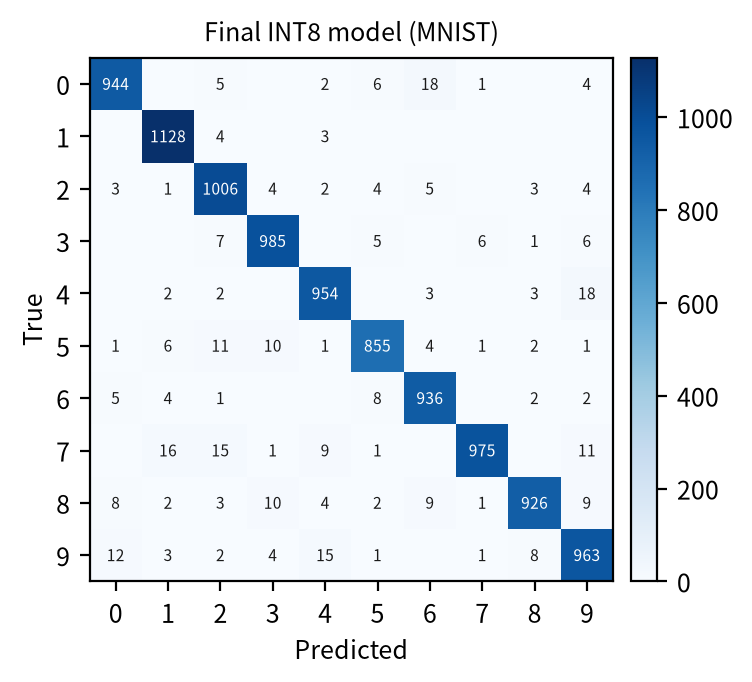 Final INT8 model (MNIST)
0 944 5 2 6 18 1 4
1 1128 4 3
2 3 1 1006 4 2 4 5 3 4
3 7 985 5 6 1 6
4 2 2 954 3 3 18
5 1 6 11 10 1 855 4 1 2 1
6 5 4 1 8 936 2 2
7 16 15 1 9 1 975 11
8 8 2 3 10 4 2 9 1 926 9
9 12 3 2 4 15 1 1 8 963
0 1 2 3 4 5 6 7 8 9
Predicted
True
1000
800
600
400
200
0